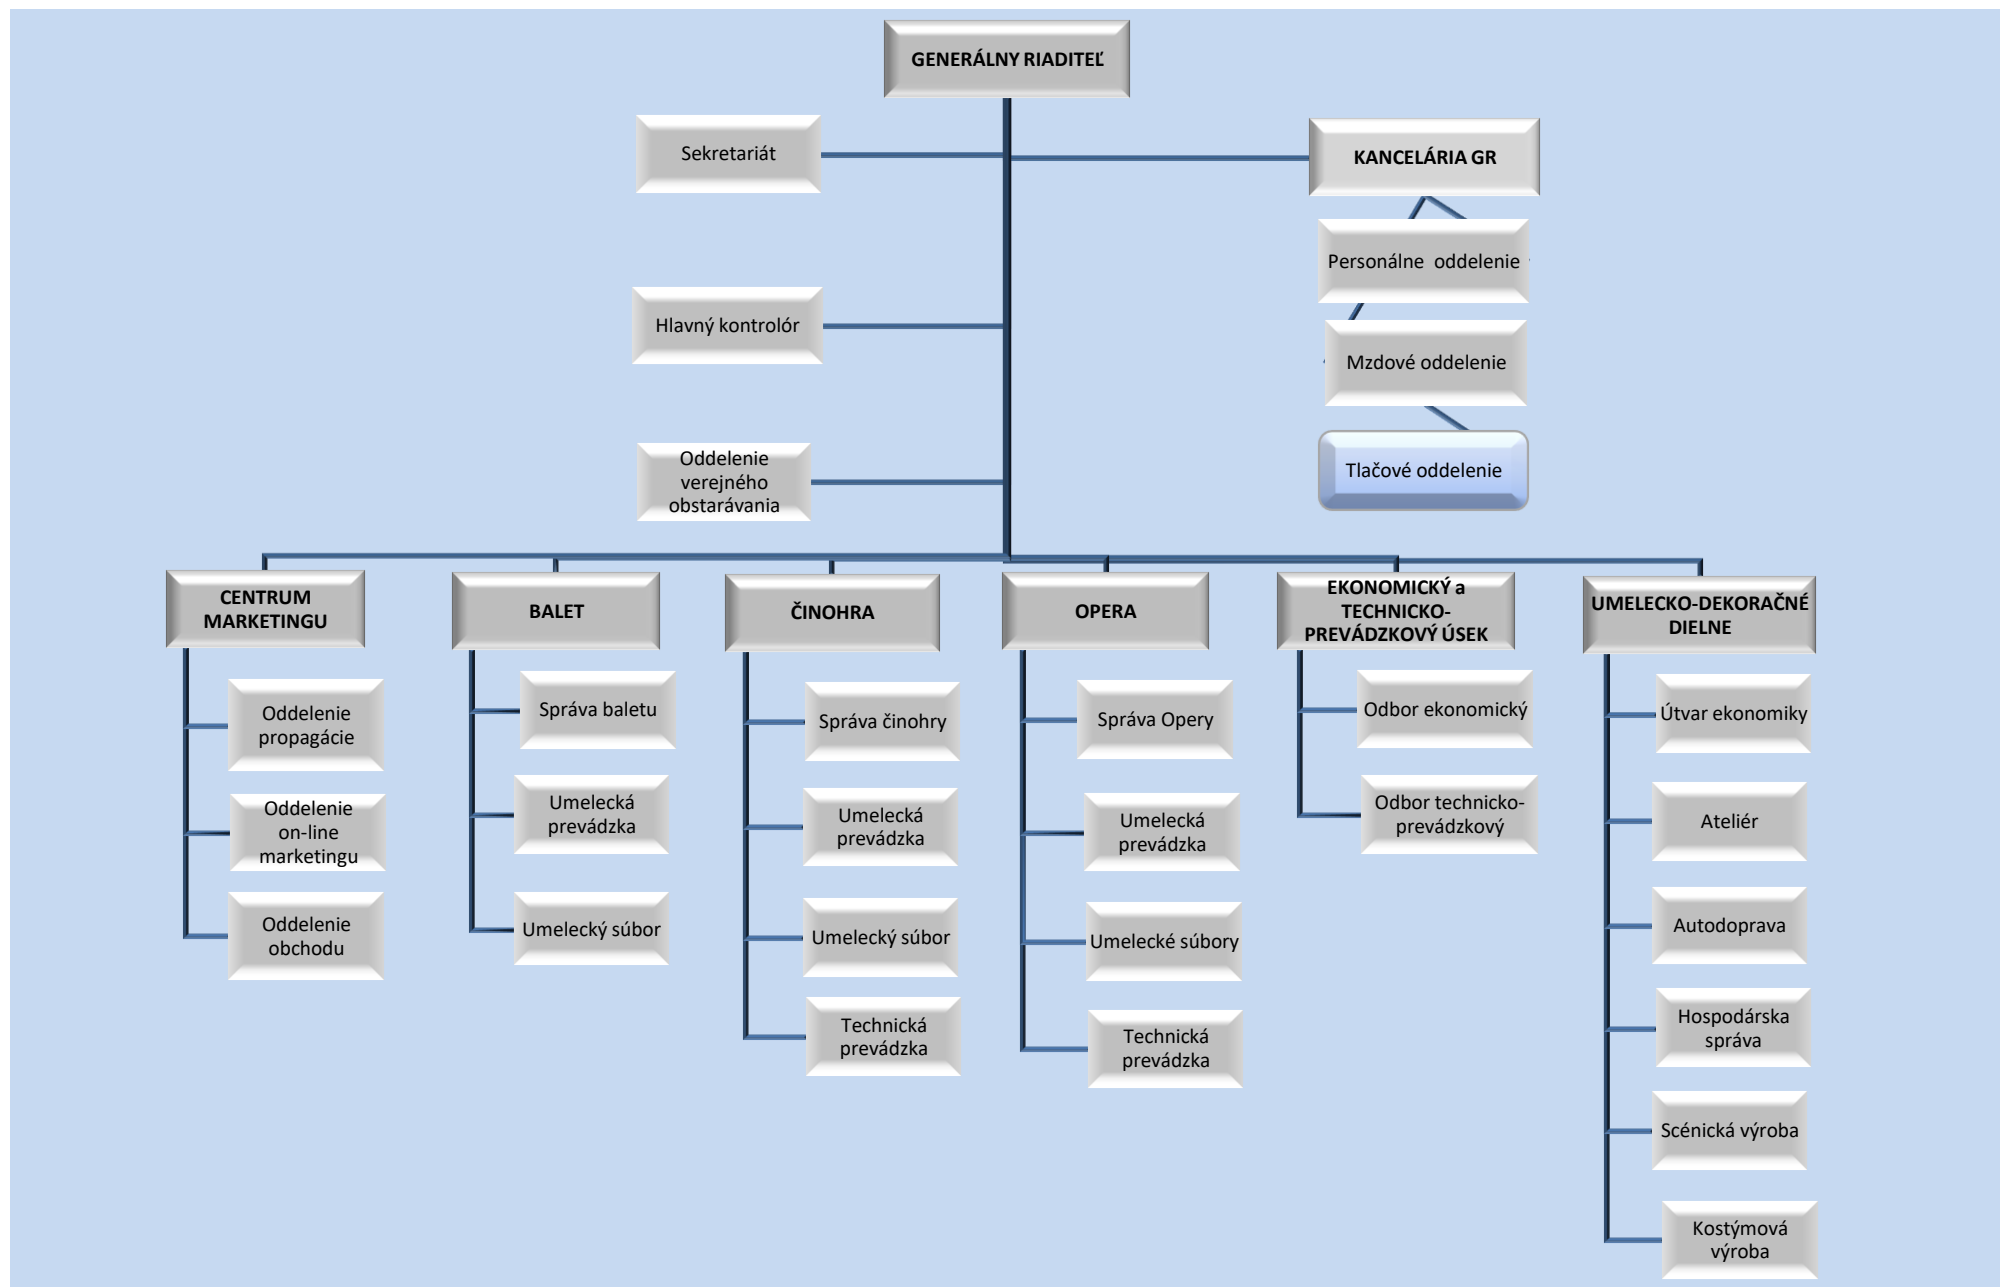 GENERÁLNY RIADITEĽ
Sekretariát
KANCELÁRIA GR
Personálne oddelenie
Hlavný kontrolór
Mzdové oddelenie
Oddelenie
verejného
obstarávania
Tlačové oddelenie
CENTRUM
MARKETINGU
Oddelenie
propagácie
Oddelenie
on-line
marketingu
Oddelenie
obchodu
BALET
Správa baletu
Umelecká
prevádzka
Umelecký súbor
ČINOHRA
Správa činohry
Umelecká
prevádzka
Umelecký súbor
Technická
prevádzka
OPERA
Správa Opery
Umelecká
prevádzka
Umelecké súbory
Technická
prevádzka
EKONOMICKÝ a
TECHNICKO-
PREVÁDZKOVÝ ÚSEK
Odbor ekonomický
Odbor technicko-
prevádzkový
UMELECKO-DEKORAČNÉ
DIELNE
Útvar ekonomiky
Ateliér
Autodoprava
Hospodárska
správa
Scénická výroba
Kostýmová
výroba